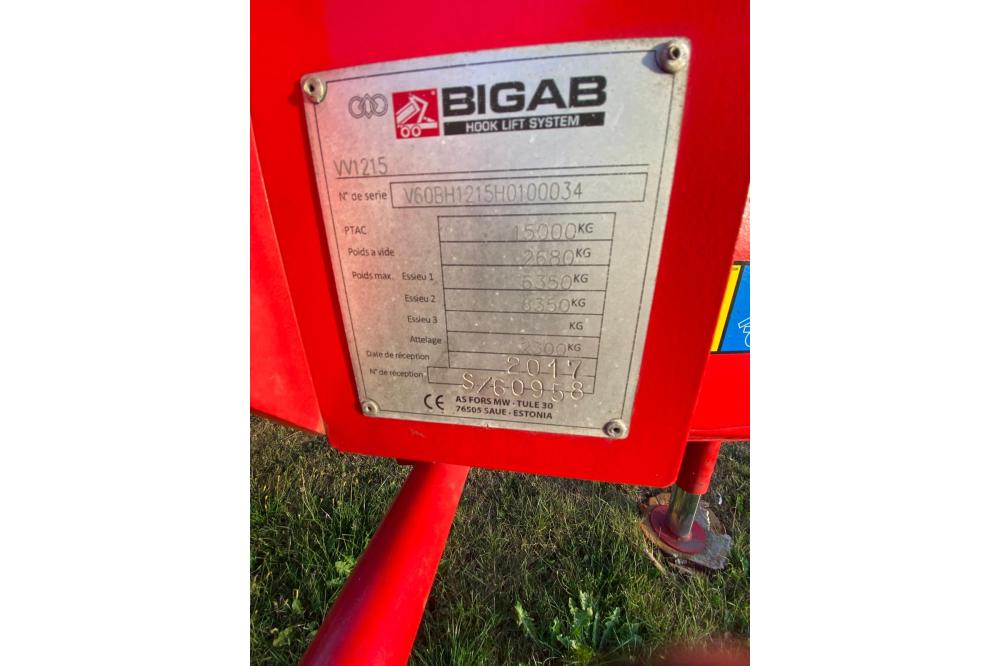 BIGAB
HOOK LIFT SYSTEM
VV1215
N° de serie V60BH1215H0100034
PTAC 15000KG
Poids a vide 2680KG
Poids max. Essieu 1 6350KG
Essieu 2 8350KG
Essieu 3 KG
Attelage 2300KG
Date de réception 2017
N° de réception S/60958
CE AS FORS MW - TULE 30
76505 SAUE - ESTONIA